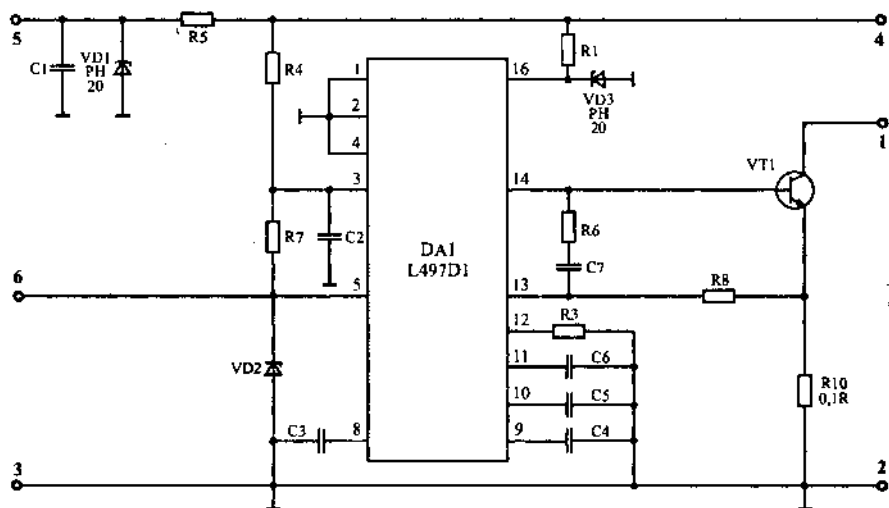 5
R5
4
C1
VD1
PH
20
R4
1
2
4
3
16
R1
VD3
PH
20
1
VT1
14
R7
C2
DA1
L497D1
R6
C7
6
5
13
R8
12
R3
11
C6
10
C5
9
C4
VD2
C3
8
R10
0,1R
3
2